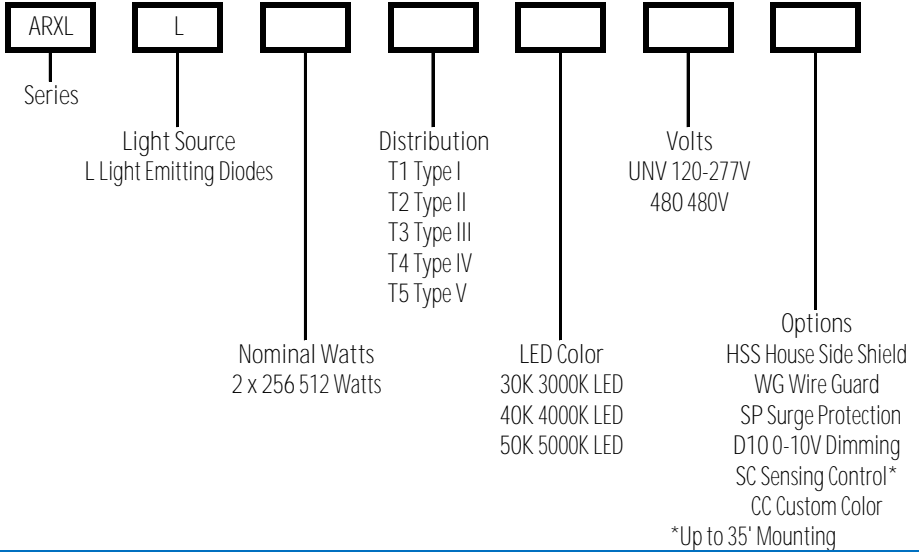 ARXL L
Series
Light Source
L Light Emitting Diodes
Nominal Watts
2 x 256 512 Watts
Distribution
T1 Type I
T2 Type II
T3 Type III
T4 Type IV
T5 Type V
LED Color
30K 3000K LED
40K 4000K LED
50K 5000K LED
Volts
UNV 120-277V
480 480V
Options
HSS House Side Shield
WG Wire Guard
SP Surge Protection
D10 0-10V Dimming
SC Sensing Control*
CC Custom Color
*Up to 35' Mounting